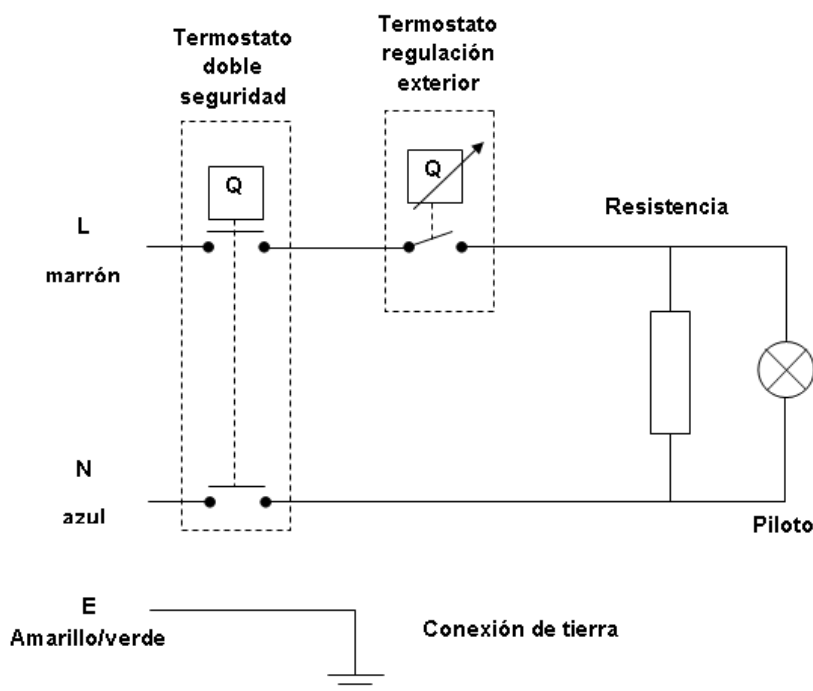 Termostato
doble
seguridad
Termostato
regulación
exterior
Q
Q
L
marrón
Resistencia
N
azul
Piloto
E
Amarillo/verde
Conexión de tierra